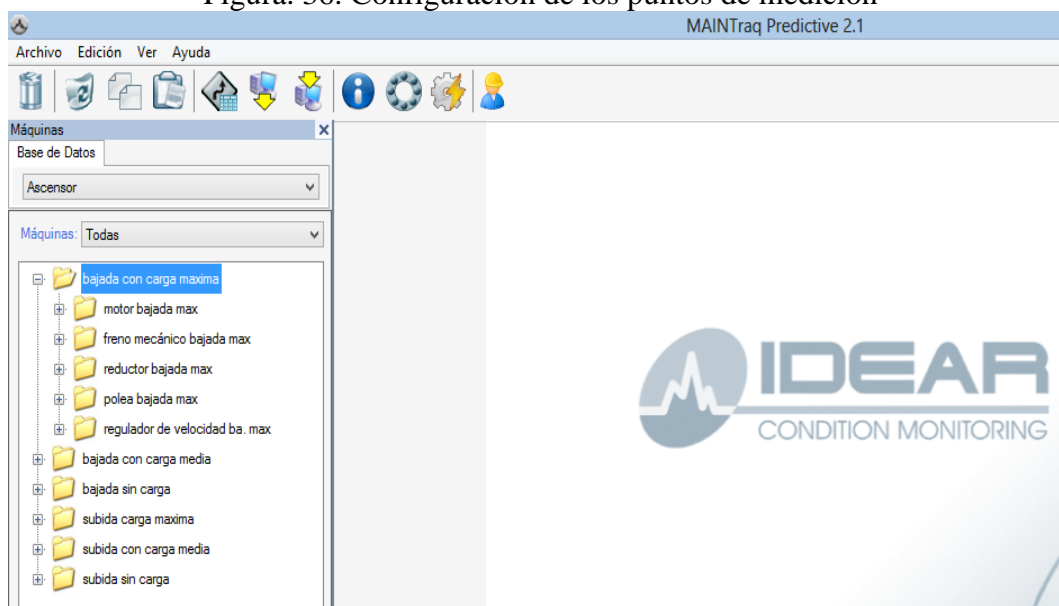 Figura. 38. Configuración de los puntos de medición
MAINTraq Predictive 2.1
Archivo Edición Ver Ayuda
Máquinas
Base de Datos
Ascensor
Máquinas: Todas
bajada con carga maxima
motor bajada max
freno mecánico bajada max
reductor bajada max
polea bajada max
regulador de velocidad ba. max
bajada con carga media
bajada sin carga
subida carga maxima
subida con carga media
subida sin carga
IDEAR
CONDITION MONITORING